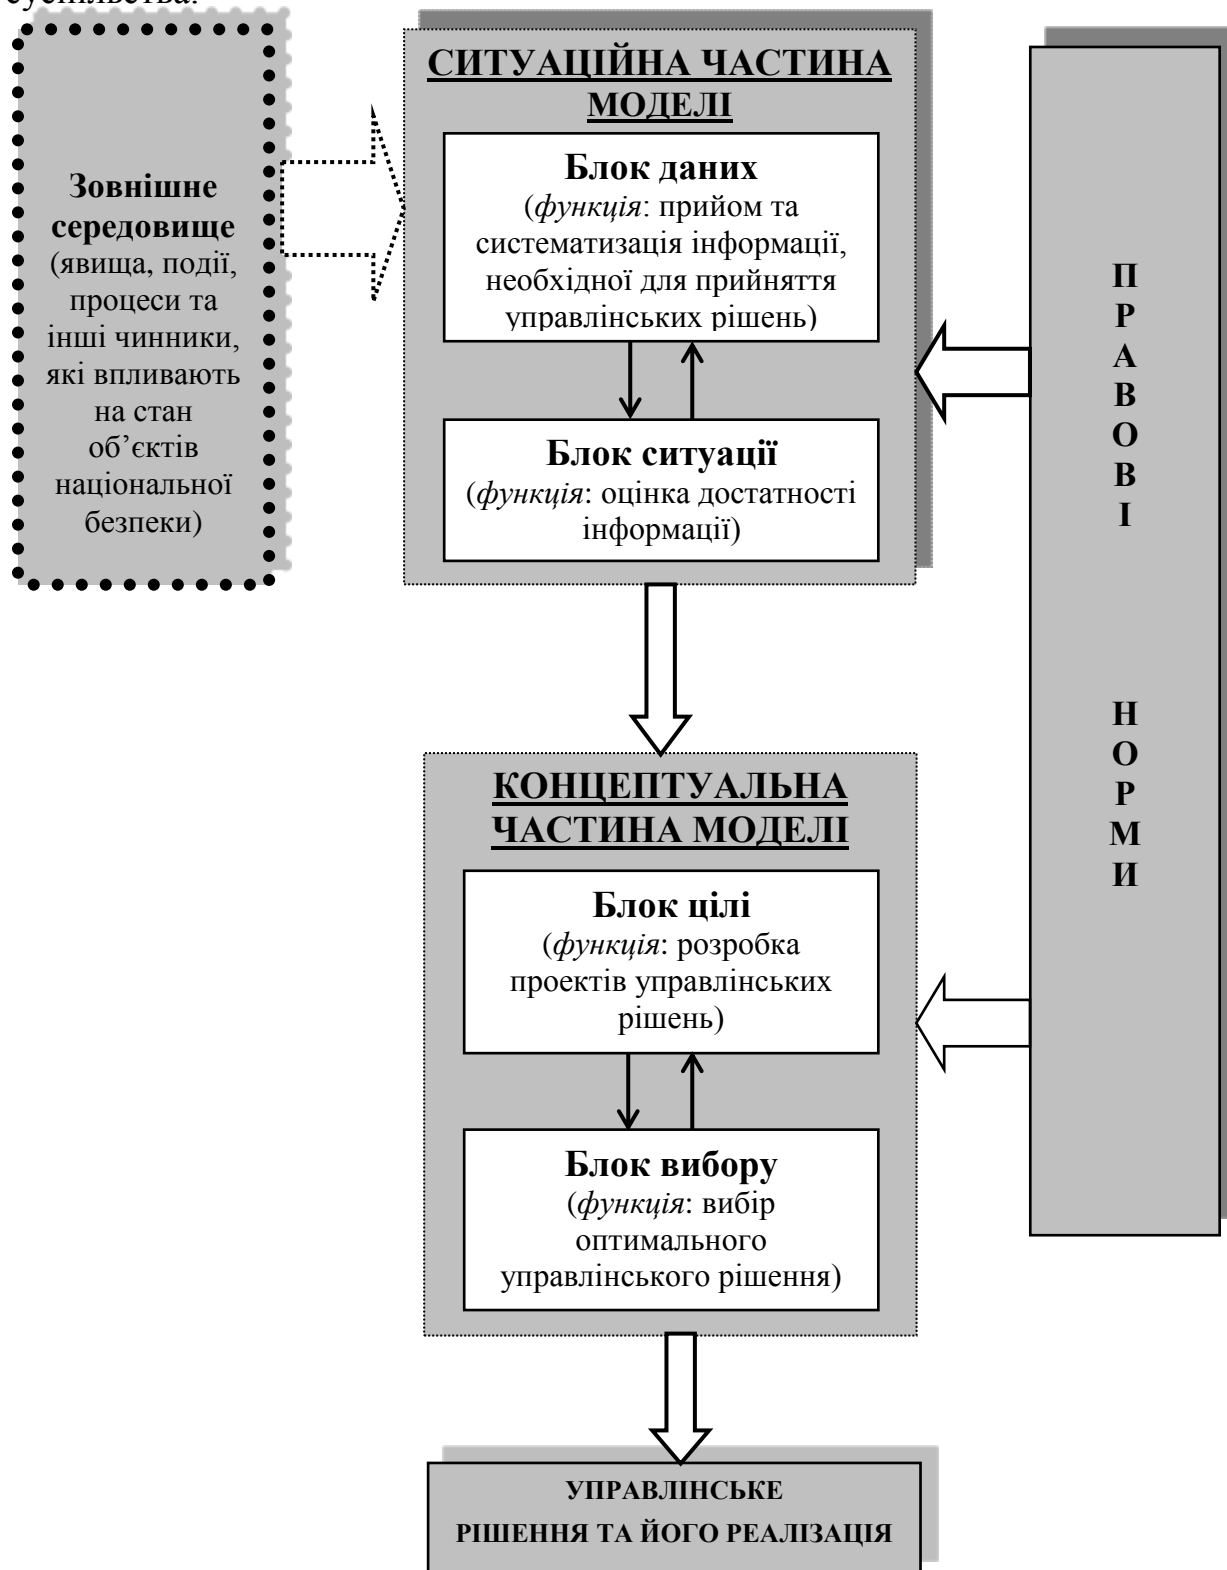 суспільства.
Зовнішне
середовище
(явища, події,
процеси та
інші чинники,
які впливають
на стан
об’єктів
національної
безпеки)
СИТУАЦІЙНА ЧАСТИНА
МОДЕЛІ
Блок даних
(функція: прийом та
систематизація інформації,
необхідної для прийняття
управлінських рішень)
Блок ситуації
(функція: оцінка достатності
інформації)
КОНЦЕПТУАЛЬНА
ЧАСТИНА МОДЕЛІ
Блок цілі
(функція: розробка
проектів управлінських
рішень)
Блок вибору
(функція: вибір
оптимального
управлінського рішення)
УПРАВЛІНСЬКЕ
РІШЕННЯ ТА ЙОГО РЕАЛІЗАЦІЯ
П
Р
А
В
О
В
І
Н
О
Р
М
И